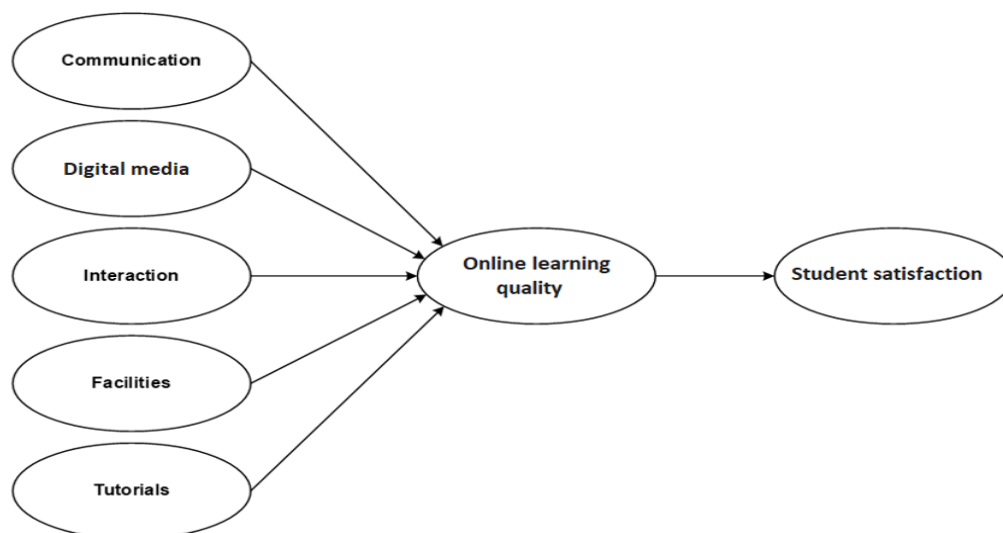 Communication
Digital media
Interaction
Facilities
Tutorials
Online learning
quality
Student satisfaction